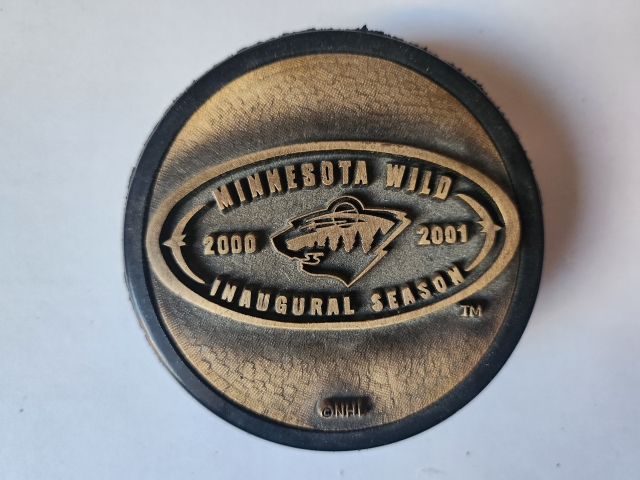 MINNESOTA WILD
2000 2001
INAUGURAL SEASON
TM
©NHL